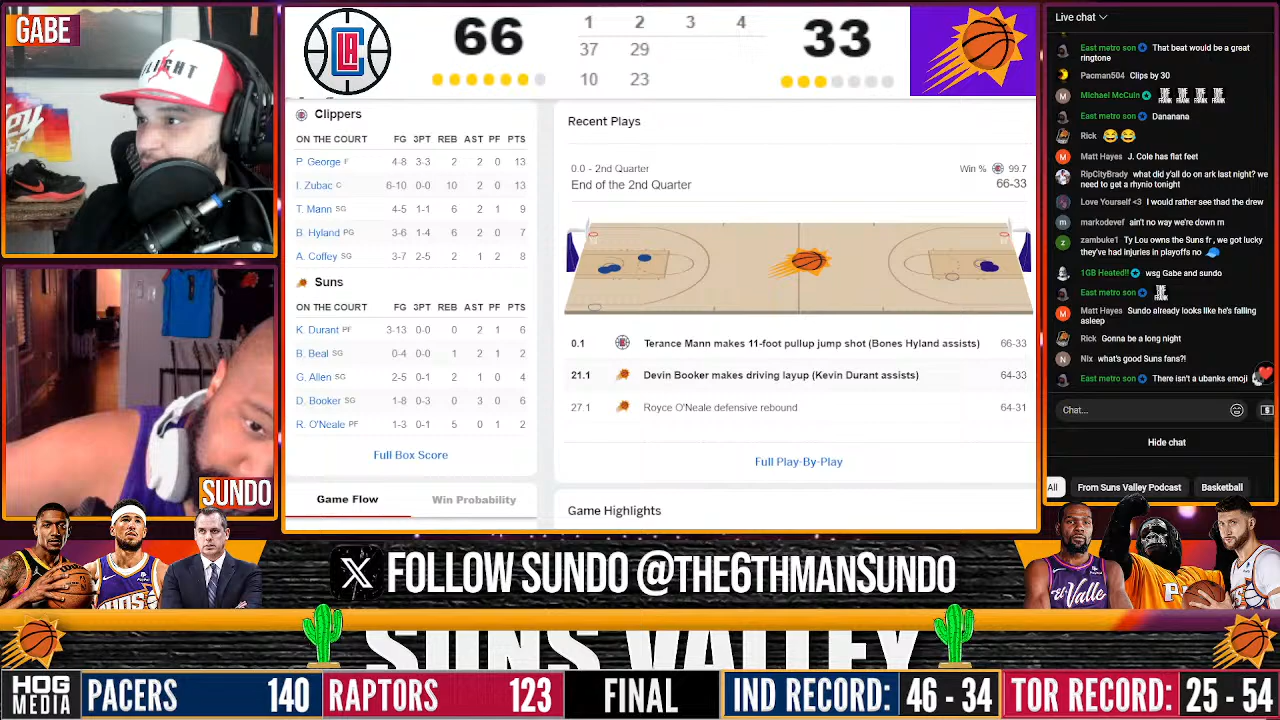 GABE
FLIGHT
LA
66
1 2 3 4
37 29
10 23
33
Clippers
ON THE COURT FG 3PT REB AST PF PTS
P. George F 4-8 3-3 2 2 0 13
I. Zubac C 6-10 0-0 10 2 0 13
T. Mann SG 4-5 1-1 6 2 1 9
B. Hyland PG 3-6 1-4 6 2 0 7
A. Coffey SG 3-7 2-5 2 1 2 8
Suns
ON THE COURT FG 3PT REB AST PF PTS
K. Durant PF 3-13 0-0 0 2 1 6
B. Beal SG 0-4 0-0 1 2 1 2
G. Allen SG 2-5 0-1 2 1 0 4
D. Booker SG 1-8 0-3 0 3 0 6
R. O'Neale PF 1-3 0-1 5 0 1 2
Full Box Score
Game Flow Win Probability
Recent Plays
0.0 - 2nd Quarter Win % 99.7
End of the 2nd Quarter 66-33
0.1 Terance Mann makes 11-foot pullup jump shot (Bones Hyland assists) 66-33
21.1 Devin Booker makes driving layup (Kevin Durant assists) 64-33
27.1 Royce O'Neale defensive rebound 64-31
Full Play-By-Play
Game Highlights
Live chat
East metro son That beat would be a great
ringtone
Pacman504 Clips by 30
Michael McCuin
East metro son Dananana
Rick
Matt Hayes J. Cole has flat feet
RipCityBrady what did y'all do on ark last night? we
need to get a rhynio tonight
Love Yourself <3 I would rather see thad the drew
markodevef ain't no way we're down m
zambuke1 Ty Lou owns the Suns fr , we got lucky
they've had injuries in playoffs no
1GB Heated!! wsg Gabe and sundo
East metro son
Matt Hayes Sundo already looks like he's falling
asleep
Rick Gonna be a long night
Nix what's good Suns fans?!
East metro son There isn't a ubanks emoji
Chat...
Hide chat
All From Suns Valley Podcast Basketball
SUNDO
X FOLLOW SUNDO @THE6THMANSUNDO
SUNS VALLEY
HOG
MEDIA
PACERS 140 RAPTORS 123 FINAL IND RECORD: 46 - 34 TOR RECORD: 25 - 54